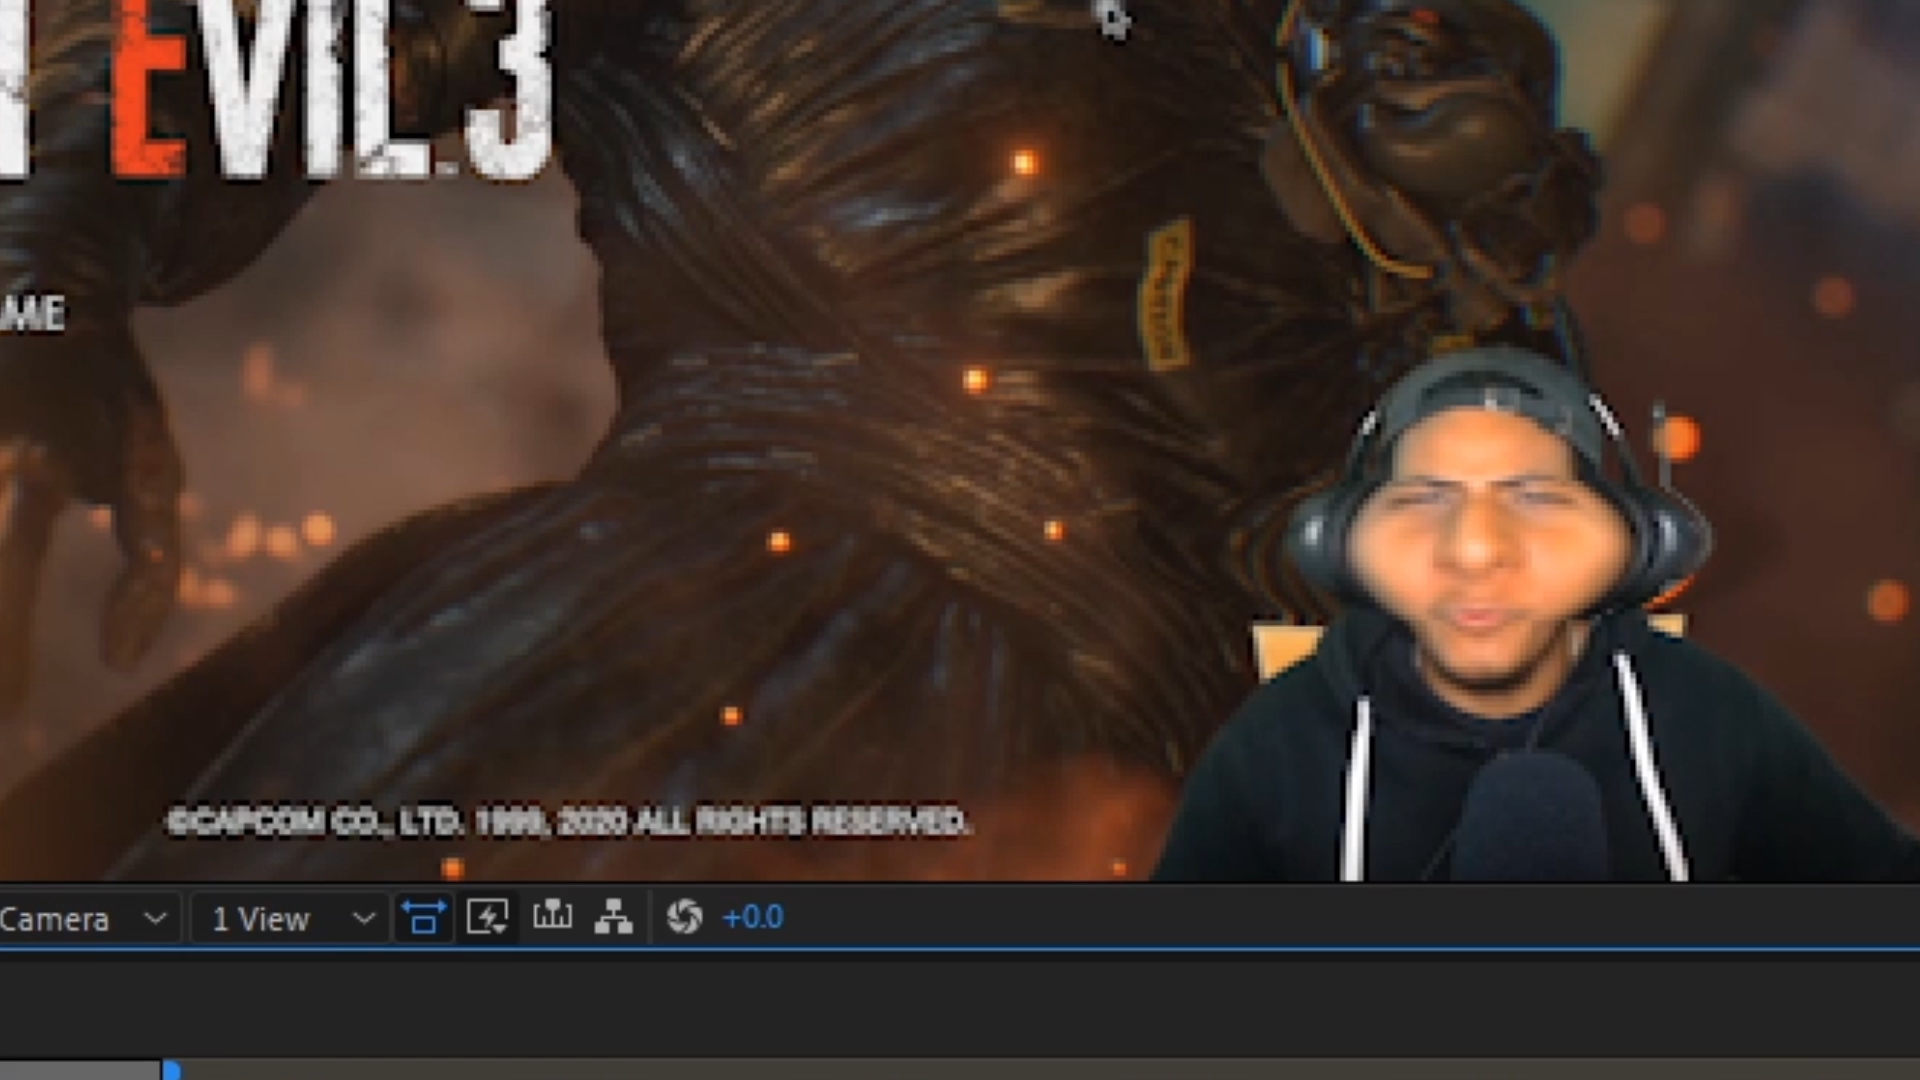 EVIL 3
ME
©CAPCOM CO., LTD. 1999, 2020 ALL RIGHTS RESERVED.
Camera
1 View
+0.0